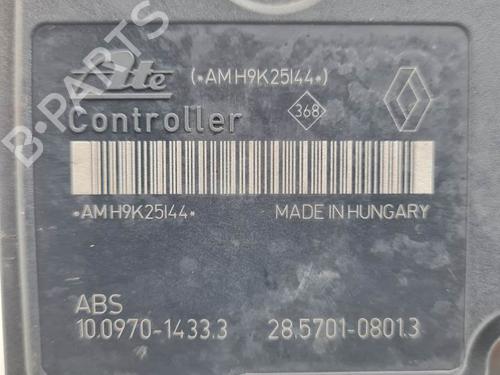 Ate (*AMH9K25I44*)
Controller 368
*AMH9K25I44* MADE IN HUNGARY
ABS
10.0970-1433.3 28.5701-0801.3
B-PARTS